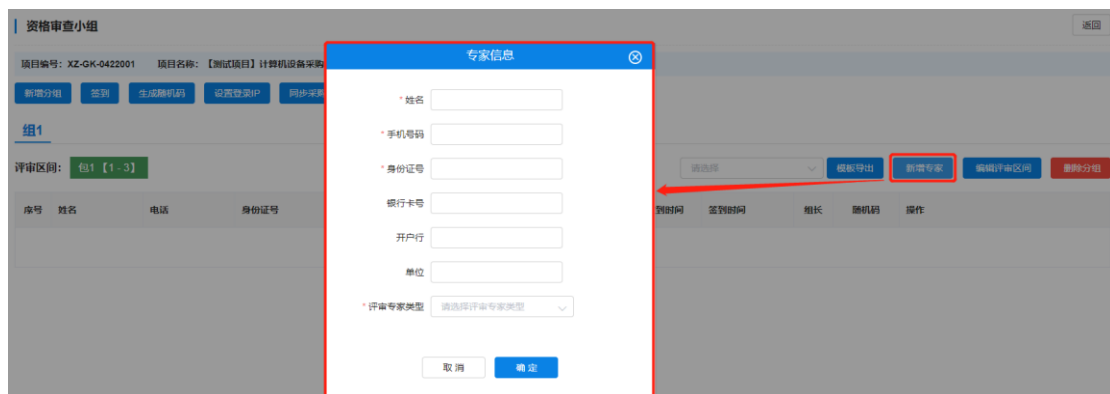 资格审查小组
返回
项目编号：XZ-GK-0422001 项目名称：【测试项目】计算机设备采购
新增分组 签到 生成随机码 设置登录IP 同步采购
组1
评审区间： 包1【1-3】 请选择 模板导出 新增专家 编辑评审区间 删除分组
序号 姓名 电话 身份证号 到时间 签到时间 组长 随机码 操作
专家信息
*姓名
*手机号码
*身份证号
银行卡号
开户行
单位
*评审专家类型 请选择评审专家类型
取消 确定